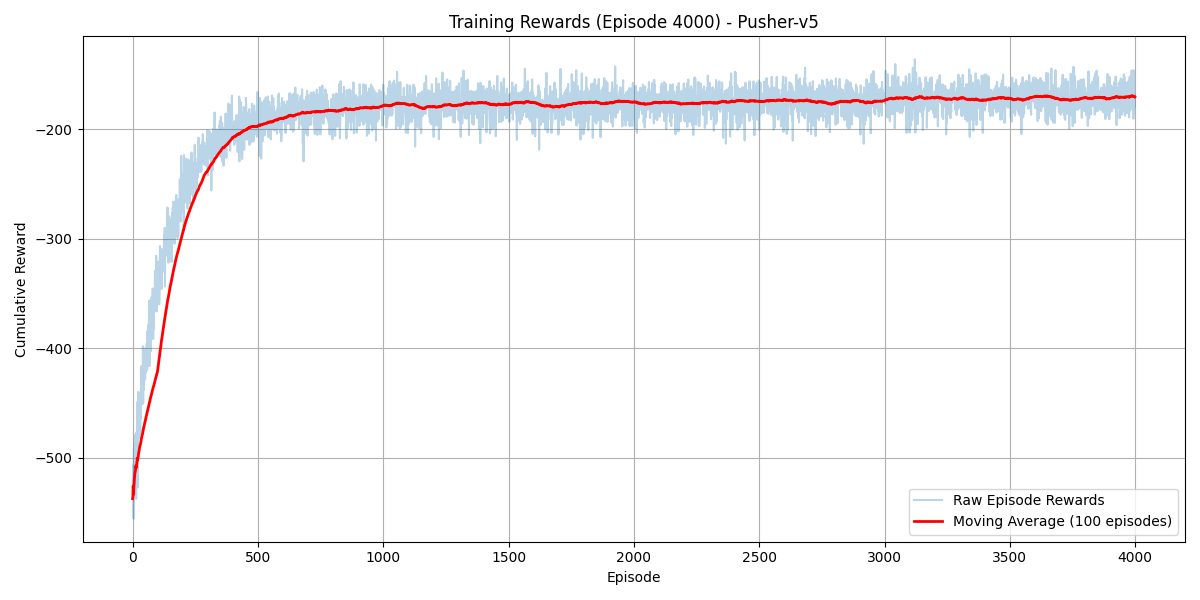 Training Rewards (Episode 4000) - Pusher-v5
Cumulative Reward
−200
−300
−400
−500
0
500
1000
1500
2000
2500
3000
3500
4000
Episode
Raw Episode Rewards
Moving Average (100 episodes)